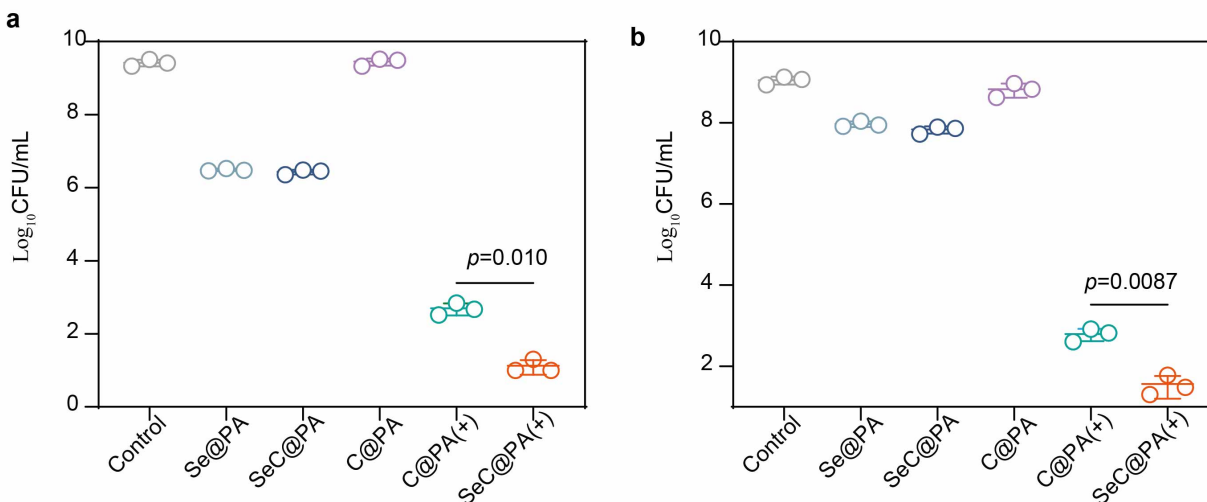 a
10
8
6
4
2
0
Log₁₀CFU/mL
p=0.010
Control
Se@PA
SeC@PA
C@PA
C@PA(+)
SeC@PA(+)
b
10
8
6
4
2
Log₁₀CFU/mL
p=0.0087
Control
Se@PA
SeC@PA
C@PA
C@PA(+)
SeC@PA(+)